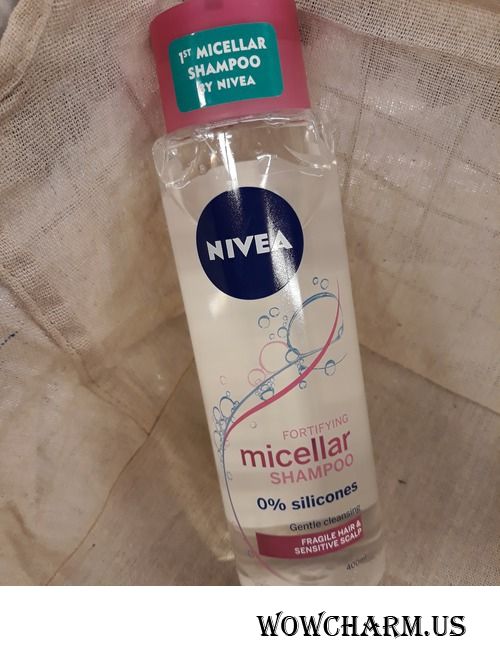 1ST MICELLAR
SHAMPOO
BY NIVEA
NIVEA
FORTIFYING
micellar
SHAMPOO
0% silicones
Gentle cleansing
FRAGILE HAIR &
SENSITIVE SCALP
400ml
WOWCHARM.US